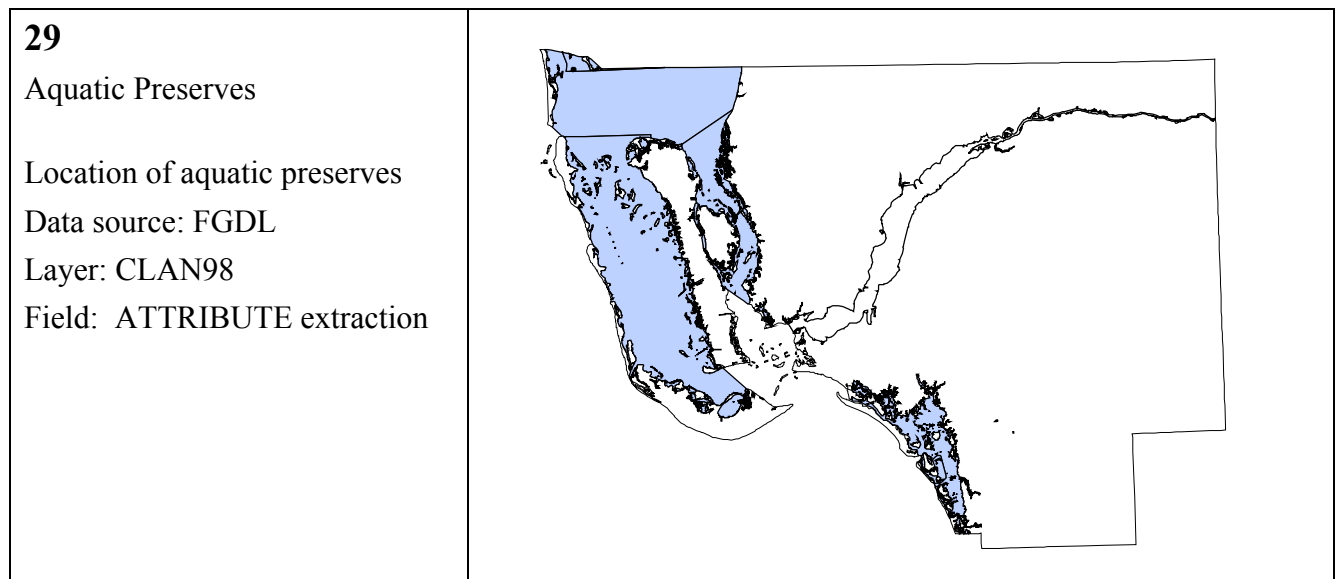 29
Aquatic Preserves
Location of aquatic preserves
Data source: FGDL
Layer: CLAN98
Field:  ATTRIBUTE extraction